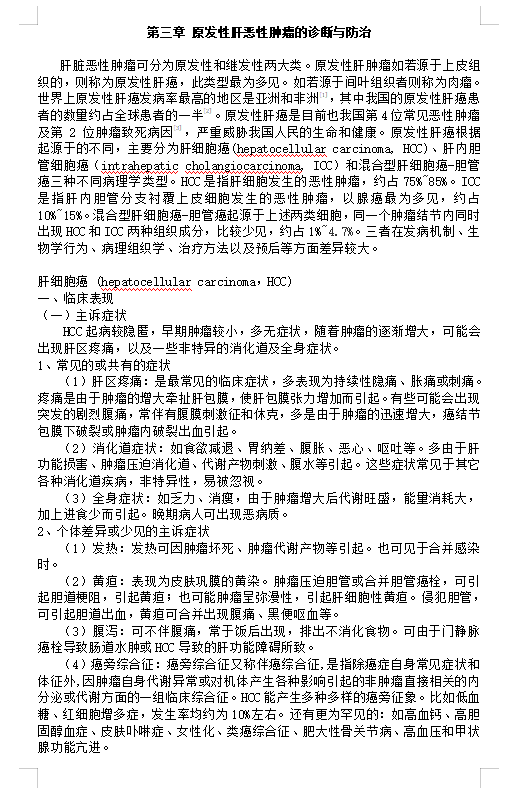 第三章 原发性肝恶性肿瘤的诊断与防治
肝脏恶性肿瘤可分为原发性和继发性两大类。原发性肝肿瘤如若源于上皮组
织的，则称为原发性肝癌，此类型最为多见。如若源于间叶组织者则称为肉瘤。
世界上原发性肝癌发病率最高的地区是亚洲和非洲[1]，其中我国的原发性肝癌患
者的数量约占全球患者的一半[2]。原发性肝癌是目前也我国第4位常见恶性肿瘤
及第 2 位肿瘤致死病因[3]，严重威胁我国人民的生命和健康。原发性肝癌根据
起源于的不同，主要分为肝细胞癌(hepatocellular carcinoma, HCC)、肝内胆
管细胞癌（intrahepatic cholangiocarcinoma, ICC）和混合型肝细胞癌-胆管
癌三种不同病理学类型。HCC是指肝细胞发生的恶性肿瘤，约占75%~85%。ICC
是指肝内胆管分支衬覆上皮细胞发生的恶性肿瘤，以腺癌最为多见，约占
10%~15%。混合型肝细胞癌-胆管癌起源于上述两类细胞，同一个肿瘤结节内同时
出现HCC和ICC两种组织成分，比较少见，约占1%~4.7%。三者在发病机制、生
物学行为、病理组织学、治疗方法以及预后等方面差异较大。
肝细胞癌 (hepatocellular carcinoma，HCC)
一、临床表现
（一）主诉症状
HCC起病较隐匿，早期肿瘤较小，多无症状，随着肿瘤的逐渐增大，可能会
出现肝区疼痛，以及一些非特异的消化道及全身症状。
1、常见的或共有的症状
（1）肝区疼痛：是最常见的临床症状，多表现为持续性隐痛、胀痛或刺痛。
疼痛是由于肿瘤的增大牵扯肝包膜，使肝包膜张力增加而引起。有些可能会出现
突发的剧烈腹痛，常伴有腹膜刺激征和休克，多是由于肿瘤的迅速增大，癌结节
包膜下破裂或肿瘤内破裂出血引起。
（2）消化道症状：如食欲减退、胃纳差、腹胀、恶心、呕吐等。多由于肝
功能损害、肿瘤压迫消化道、代谢产物刺激、腹水等引起。这些症状常见于其它
各种消化道疾病，非特异性，易被忽视。
（3）全身症状：如乏力、消瘦，由于肿瘤增大后代谢旺盛，能量消耗大，
加上进食少而引起。晚期病人可出现恶病质。
2、个体差异或少见的主诉症状
（1）发热：发热可因肿瘤坏死、肿瘤代谢产物等引起。也可见于合并感染
时。
（2）黄疸：表现为皮肤巩膜的黄染。肿瘤压迫胆管或合并胆管癌栓，可引
起胆道梗阻，引起黄疸；也可能肿瘤呈弥漫性，引起肝细胞性黄疸。侵犯胆管，
可引起胆道出血，黄疸可合并出现腹痛、黑便呕血等。
（3）腹泻：可不伴腹痛，常于饭后出现，排出不消化食物。可由于门静脉
癌栓导致肠道水肿或HCC导致的肝功能障碍所致。
（4）癌旁综合征：癌旁综合征又称伴癌综合征,是指除癌症自身常见症状和
体征外,因肿瘤自身代谢异常或对机体产生各种影响引起的非肿瘤直接相关的内
分泌或代谢方面的一组临床综合征。HCC能产生多种多样的癌旁征象。比如低血
糖、红细胞增多症，发生率均约为10%左右。还有更为罕见的：如高血钙、高胆
固醇血症、皮肤卟啉症、女性化、类癌综合征、肥大性骨关节病、高血压和甲状
腺功能亢进。